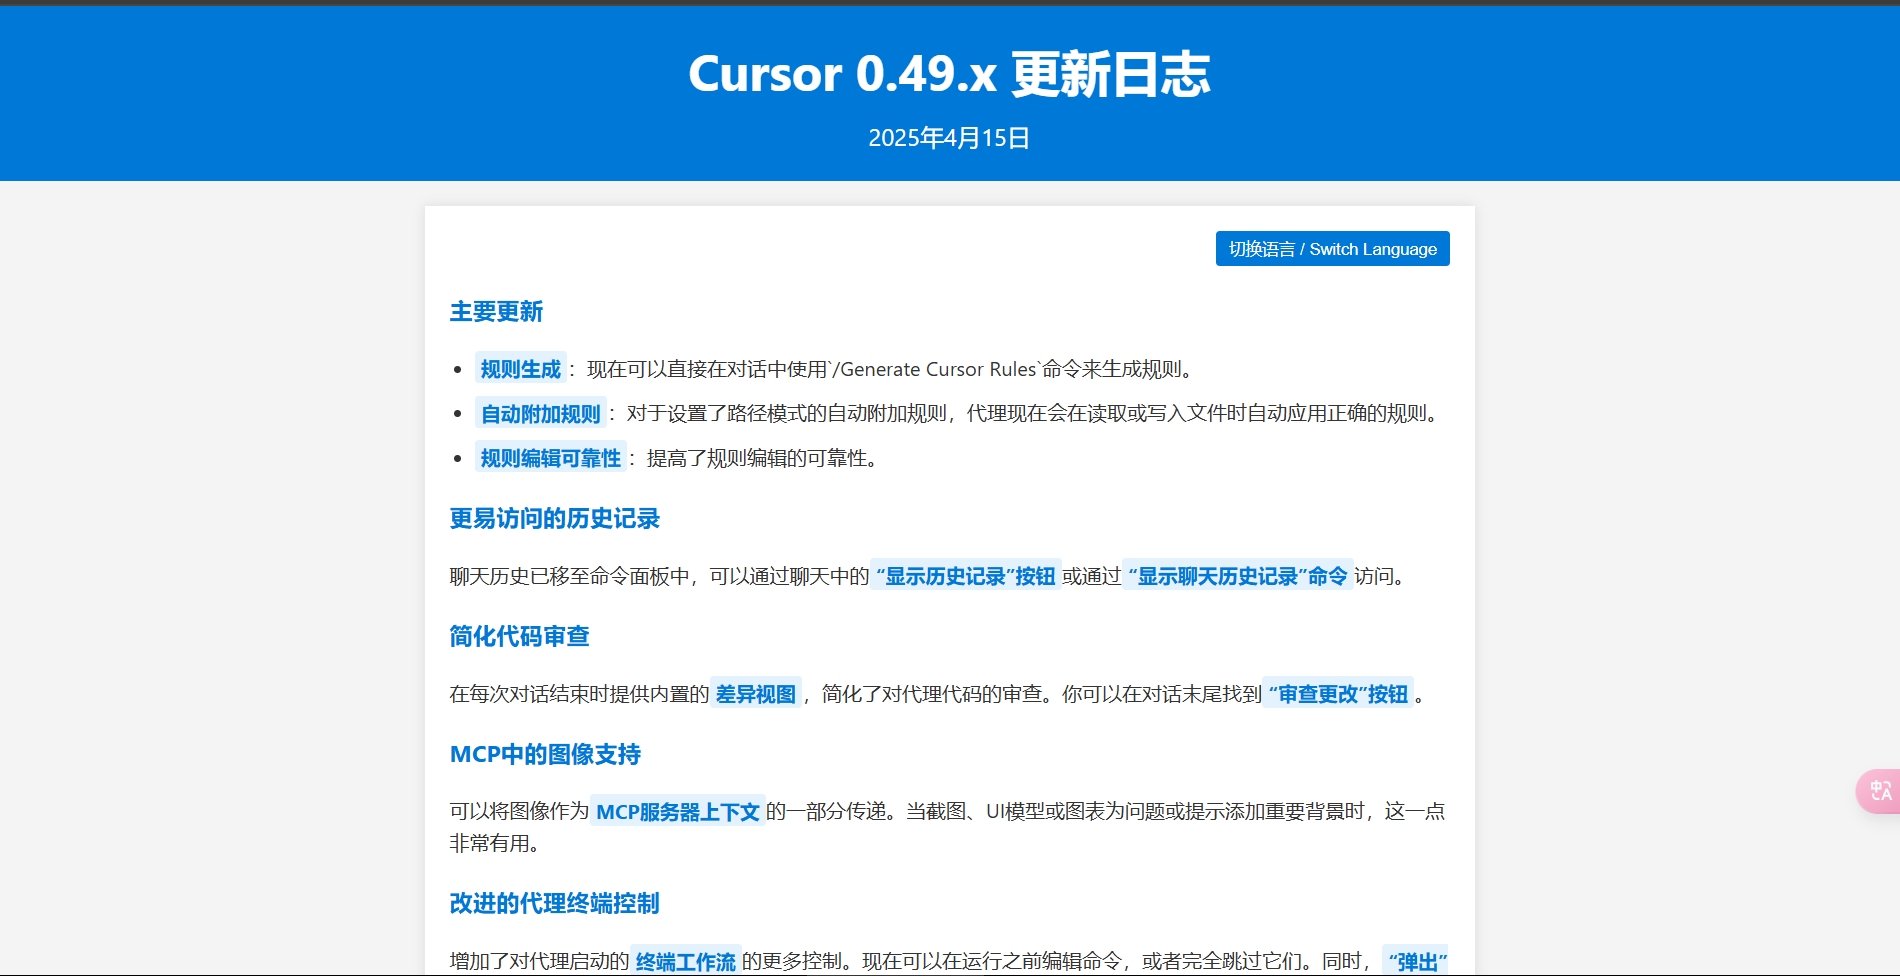 Cursor 0.49.x 更新日志
2025年4月15日
切换语言 / Switch Language
主要更新
规则生成：现在可以直接在对话中使用`/Generate Cursor Rules`命令来生成规则。
自动附加规则：对于设置了路径模式的自动附加规则，代理现在会在读取或写入文件时自动应用正确的规则。
规则编辑可靠性：提高了规则编辑的可靠性。
更易访问的历史记录
聊天历史已移至命令面板中，可以通过聊天中的“显示历史记录”按钮或通过“显示聊天历史记录”命令访问。
简化代码审查
在每次对话结束时提供内置的差异视图，简化了对代理代码的审查。你可以在对话末尾找到“审查更改”按钮。
MCP中的图像支持
可以将图像作为MCP服务器上下文的一部分传递。当截图、UI模型或图表为问题或提示添加重要背景时，这一点
非常有用。
改进的代理终端控制
增加了对代理启动的终端工作流的更多控制。现在可以在运行之前编辑命令，或者完全跳过它们。同时，“弹出”